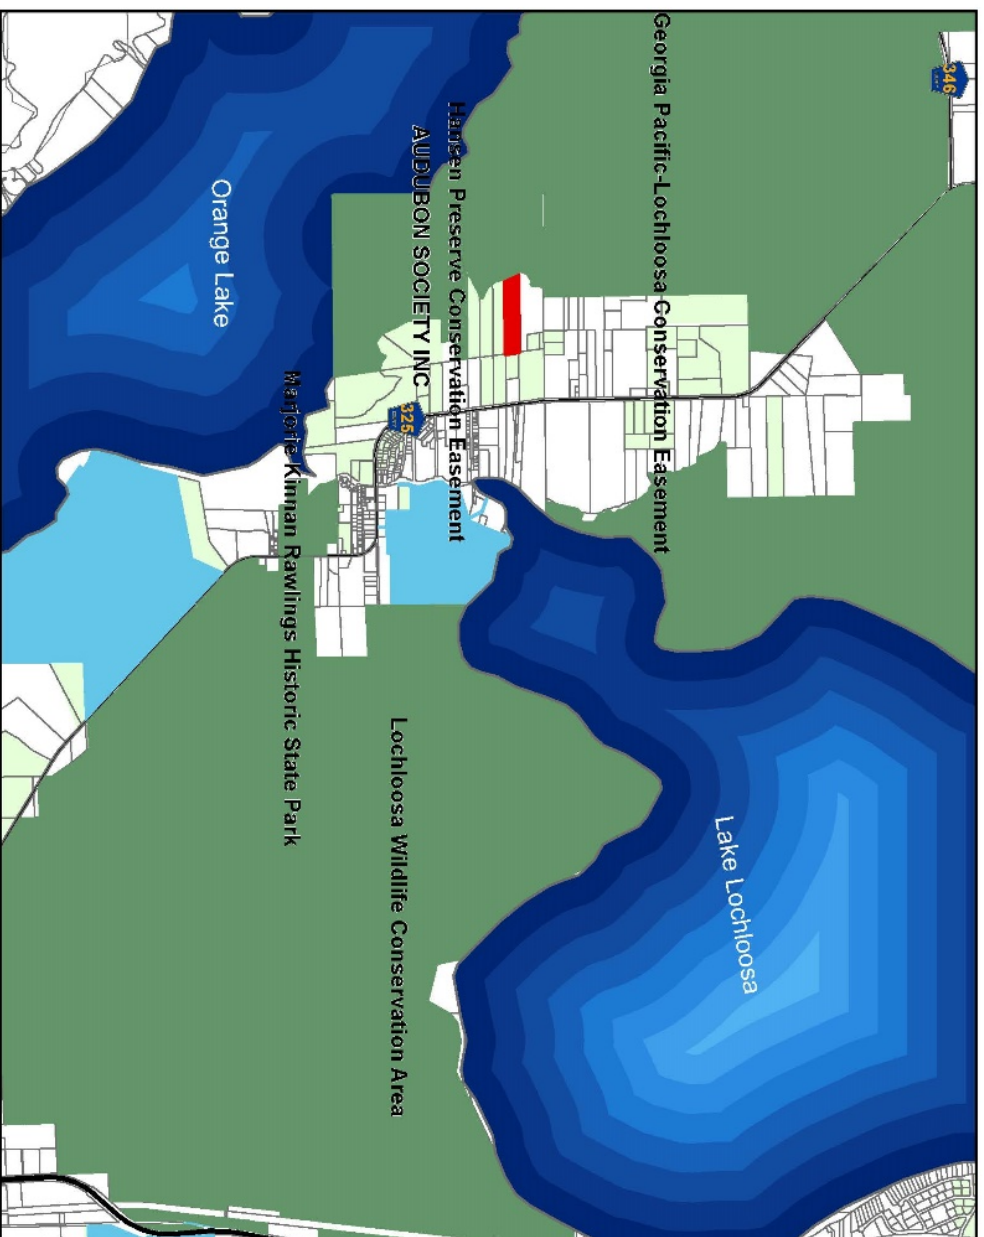 346
Lake Lochloosa
Georgia Pacific-Lochloosa Conservation Easement
Hansen Preserve Conservation Easement
AUDUBON SOCIETY INC
325
Lochloosa Wildlife Conservation Area
Marjorie Kinnan Rawlings Historic State Park
Orange Lake